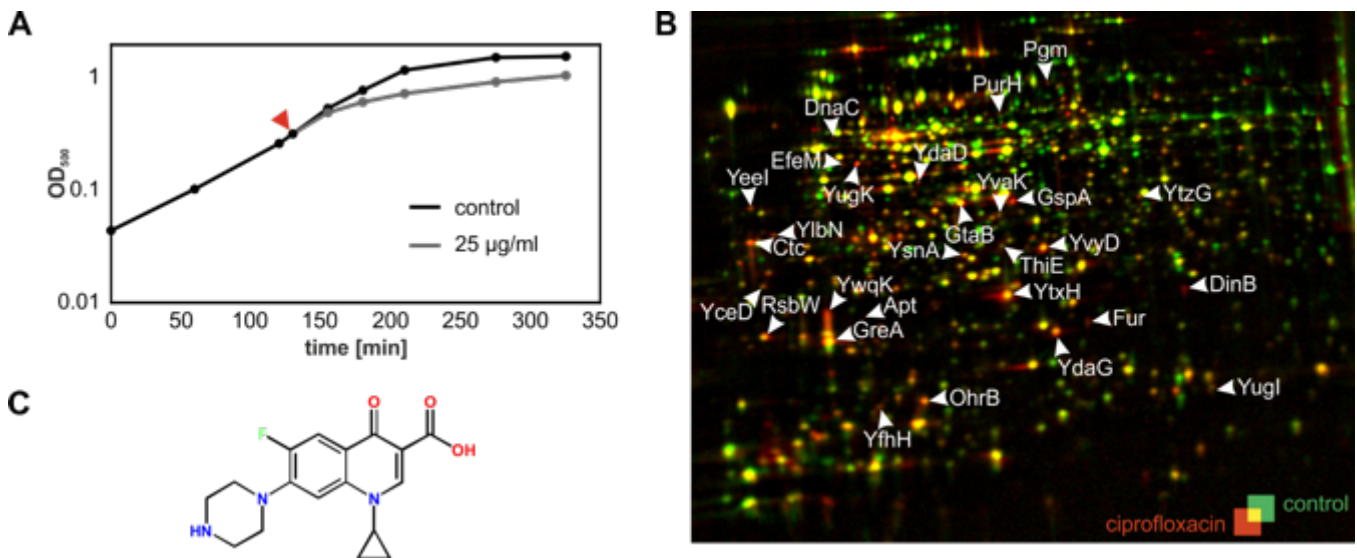 A
OD500
1
0.1
0.01
control
25 µg/ml
0 50 100 150 200 250 300 350
time [min]
B
Pgm
PurH
DnaC
EfeM
YdaD
YeeI
YugK
YvaK
GspA
YtzG
YlbN
Ctc
GtaB
YsnA
YvyD
ThiE
YwqK
DinB
YceD
RsbW
Apt
YtxH
GreA
Fur
YdaG
OhrB
YugI
YfhH
ciprofloxacin
control
C
F
O
O
OH
N
N
HN